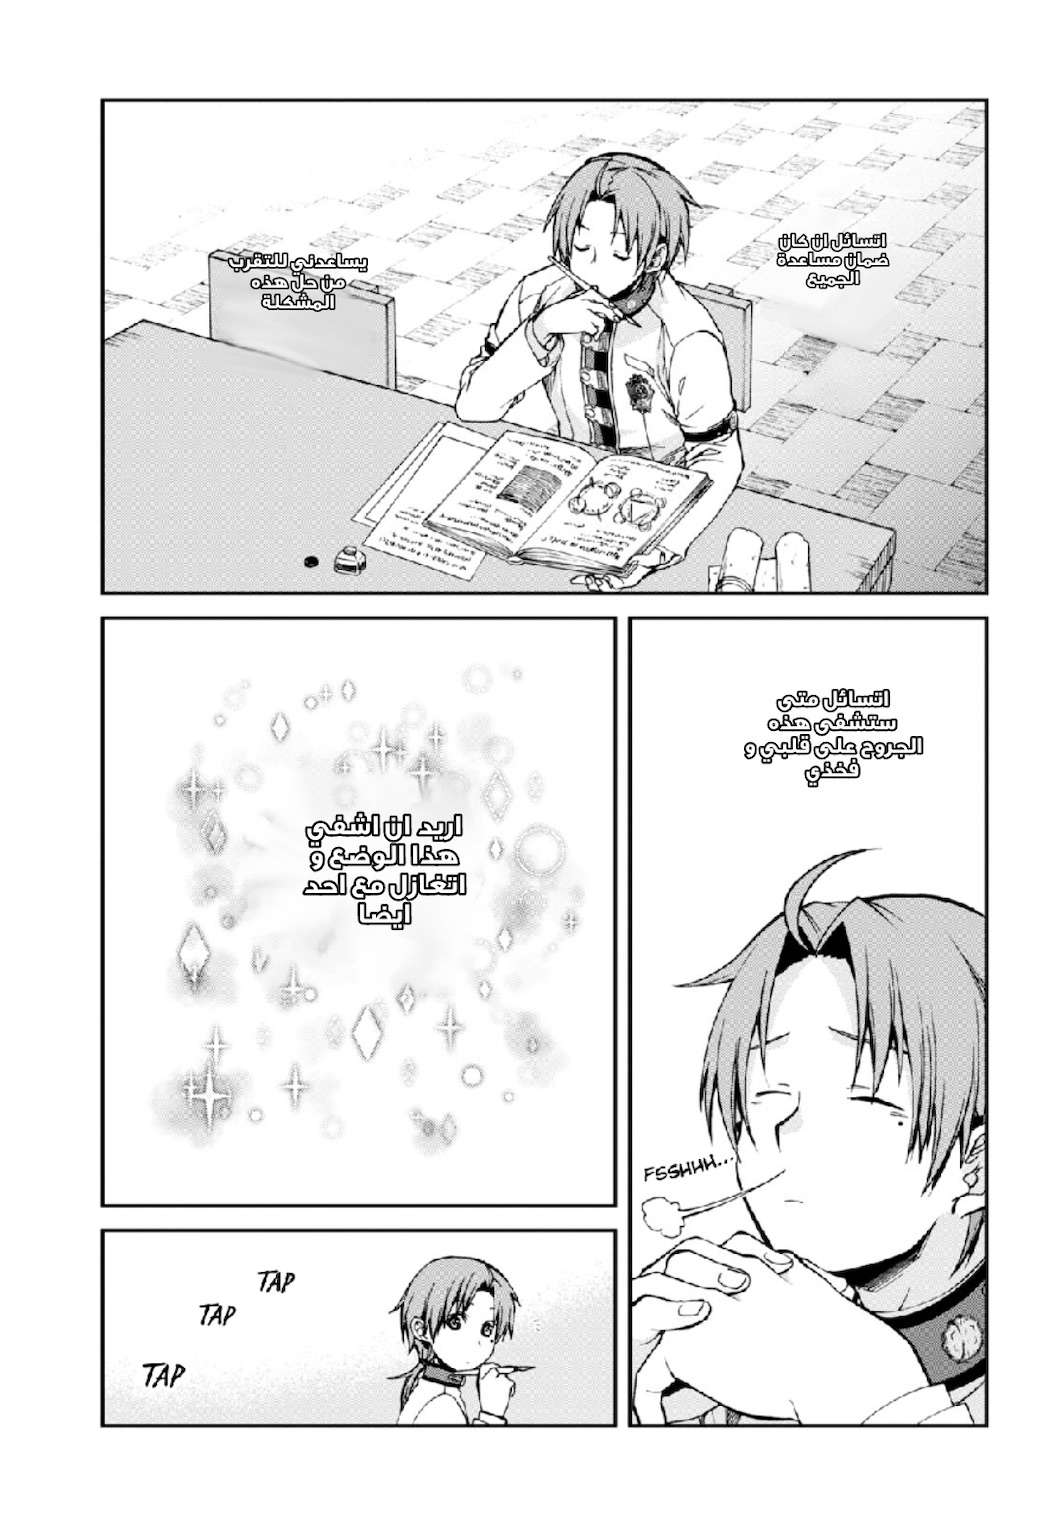 اتسائل ان كان
ضمان مساعدة
الجميع
يساعدني للتقرب
من حل هذه
المشكلة
اتسائل متى
ستشفى هذه
الجروح على قلبي و
فخذي
FSSHHH...
اريد ان اشفي
هذا الوضع و
اتغازل مع احد
ايضا
TAP
TAP
TAP